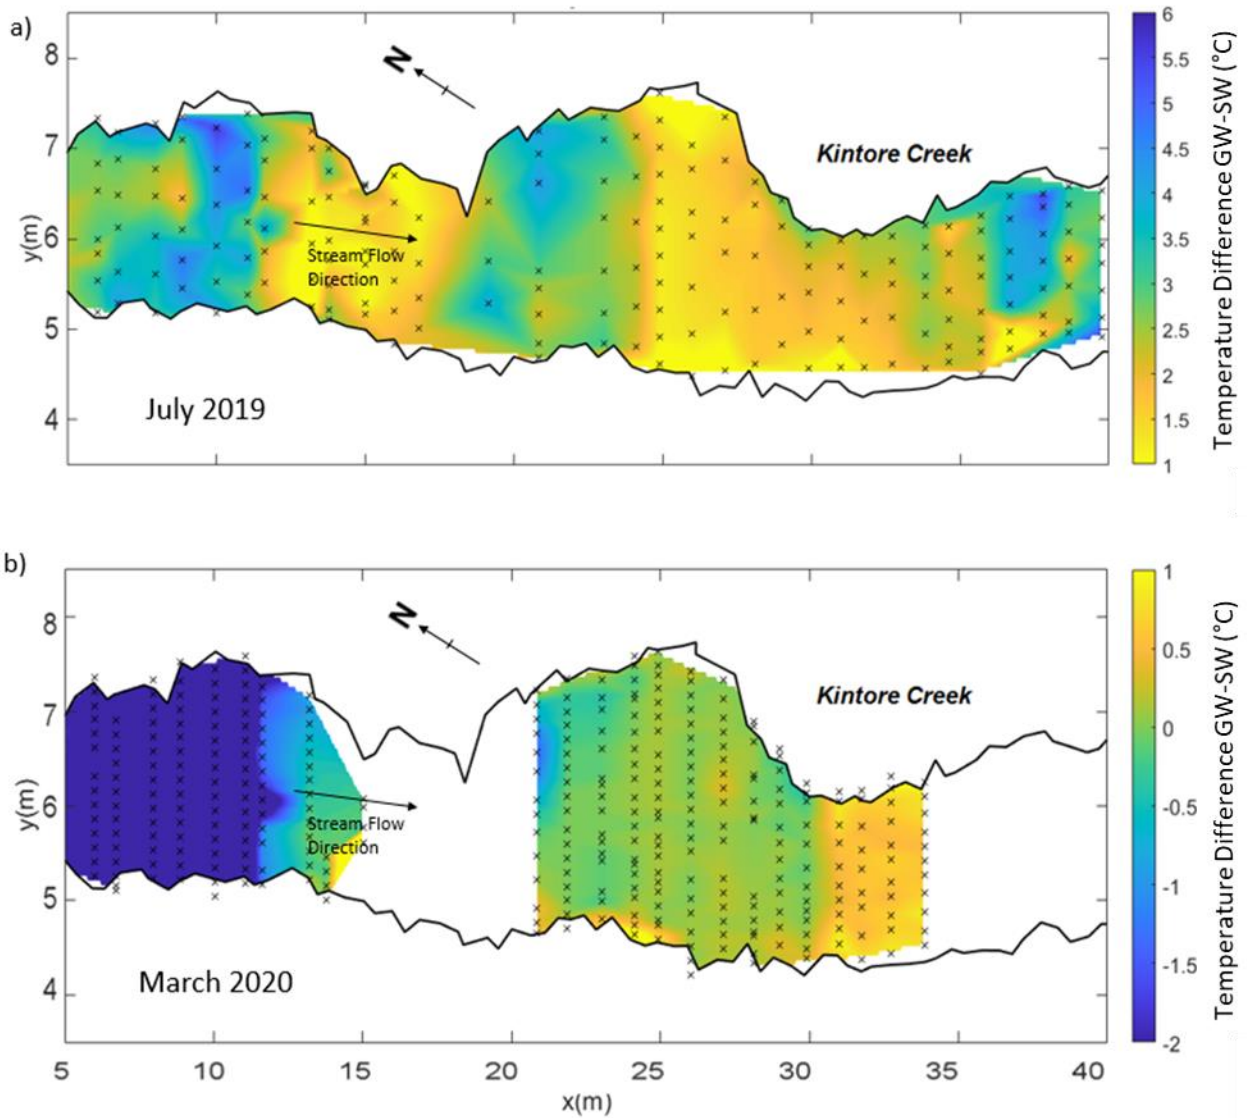 a)
8
7
6
5
4
y(m)
N
Kintore Creek
Stream Flow
Direction
July 2019
6
5.5
5
4.5
4
3.5
3
2.5
2
1.5
1
Temperature Difference GW-SW (°C)
b)
8
7
6
5
4
y(m)
N
Kintore Creek
Stream Flow
Direction
March 2020
1
0.5
0
-0.5
-1
-1.5
-2
Temperature Difference GW-SW (°C)
5 10 15 20 25 30 35 40
x(m)